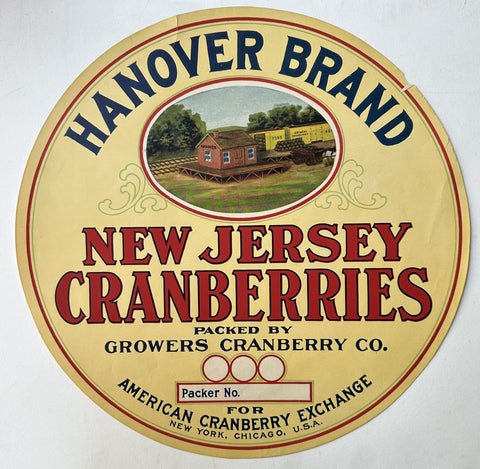 HANOVER BRAND
HANOVER
NEW JERSEY
CRANBERRIES
PACKED BY
GROWERS CRANBERRY CO.
Packer No.
FOR
AMERICAN CRANBERRY EXCHANGE
NEW YORK, CHICAGO, U.S.A.